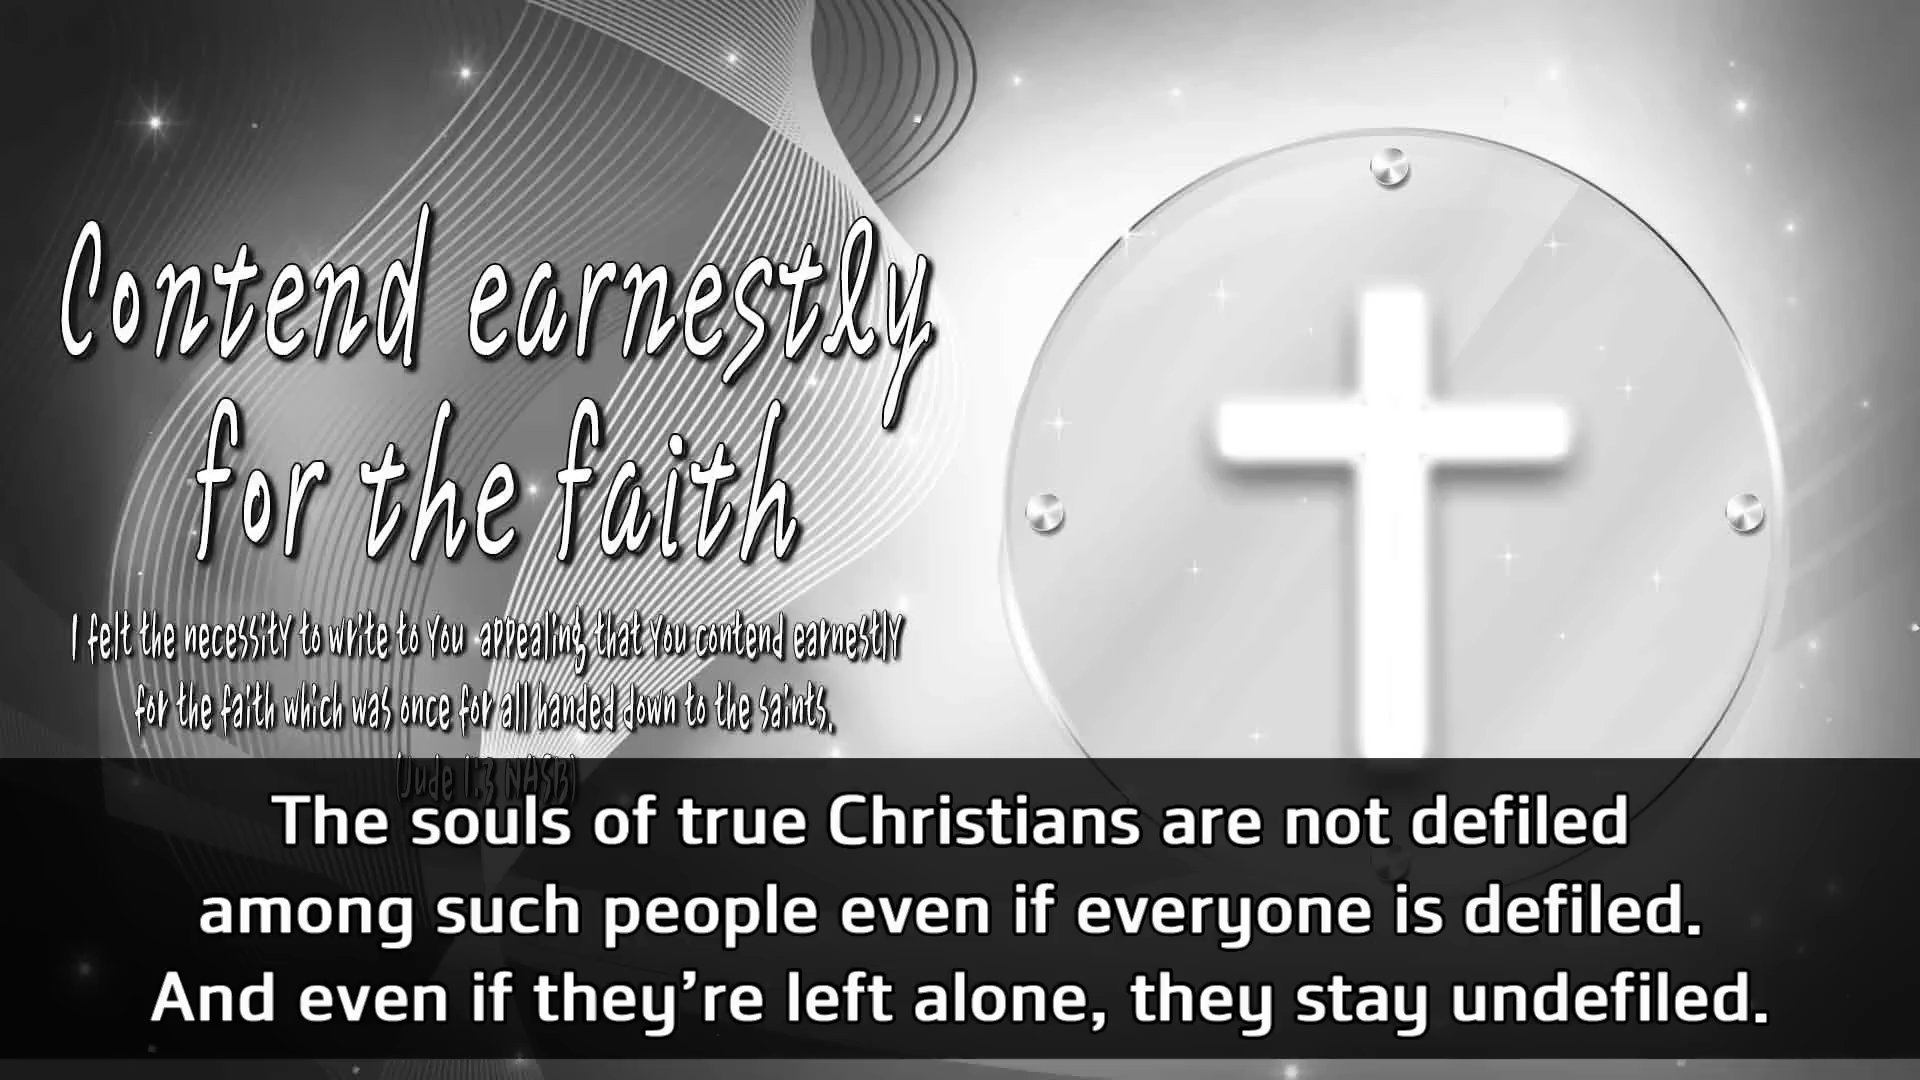 Contend earnestly
for the faith
I felt the necessity to write to you appealing that you contend earnestly
for the faith which was once for all handed down to the saints.
(Jude 1:3 NASB)
The souls of true Christians are not defiled
among such people even if everyone is defiled.
And even if they’re left alone, they stay undefiled.